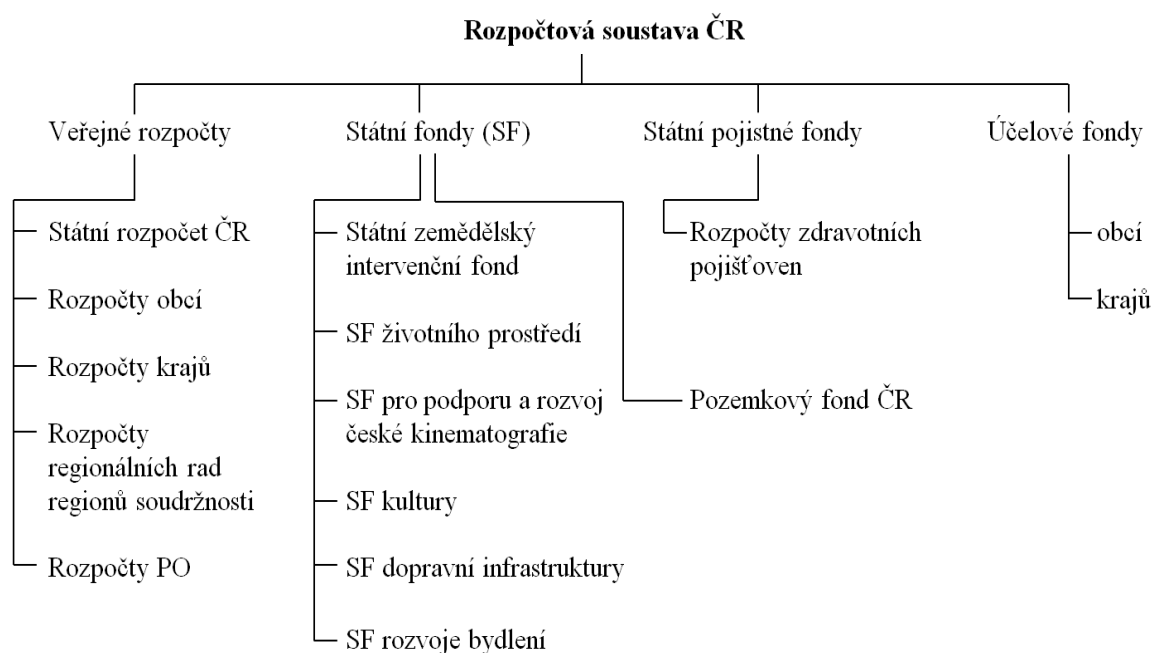 Rozpočtová soustava ČR
Veřejné rozpočty
Státní fondy (SF)
Státní pojistné fondy
Účelové fondy
Státní rozpočet ČR
Rozpočty obcí
Rozpočty krajů
Rozpočty
regionálních rad
regionů soudržnosti
Rozpočty PO
Státní zemědělský
intervenční fond
SF životního prostředí
SF pro podporu a rozvoj
české kinematografie
SF kultury
SF dopravní infrastruktury
SF rozvoje bydlení
Pozemkový fond ČR
Rozpočty zdravotních
pojišťoven
obcí
krajů